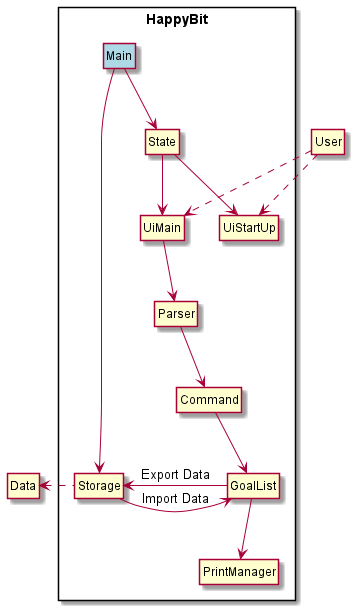 HappyBit
Main
State
User
UiMain
UiStartUp
Parser
Command
Export Data
Data
Storage
GoalList
Import Data
PrintManager